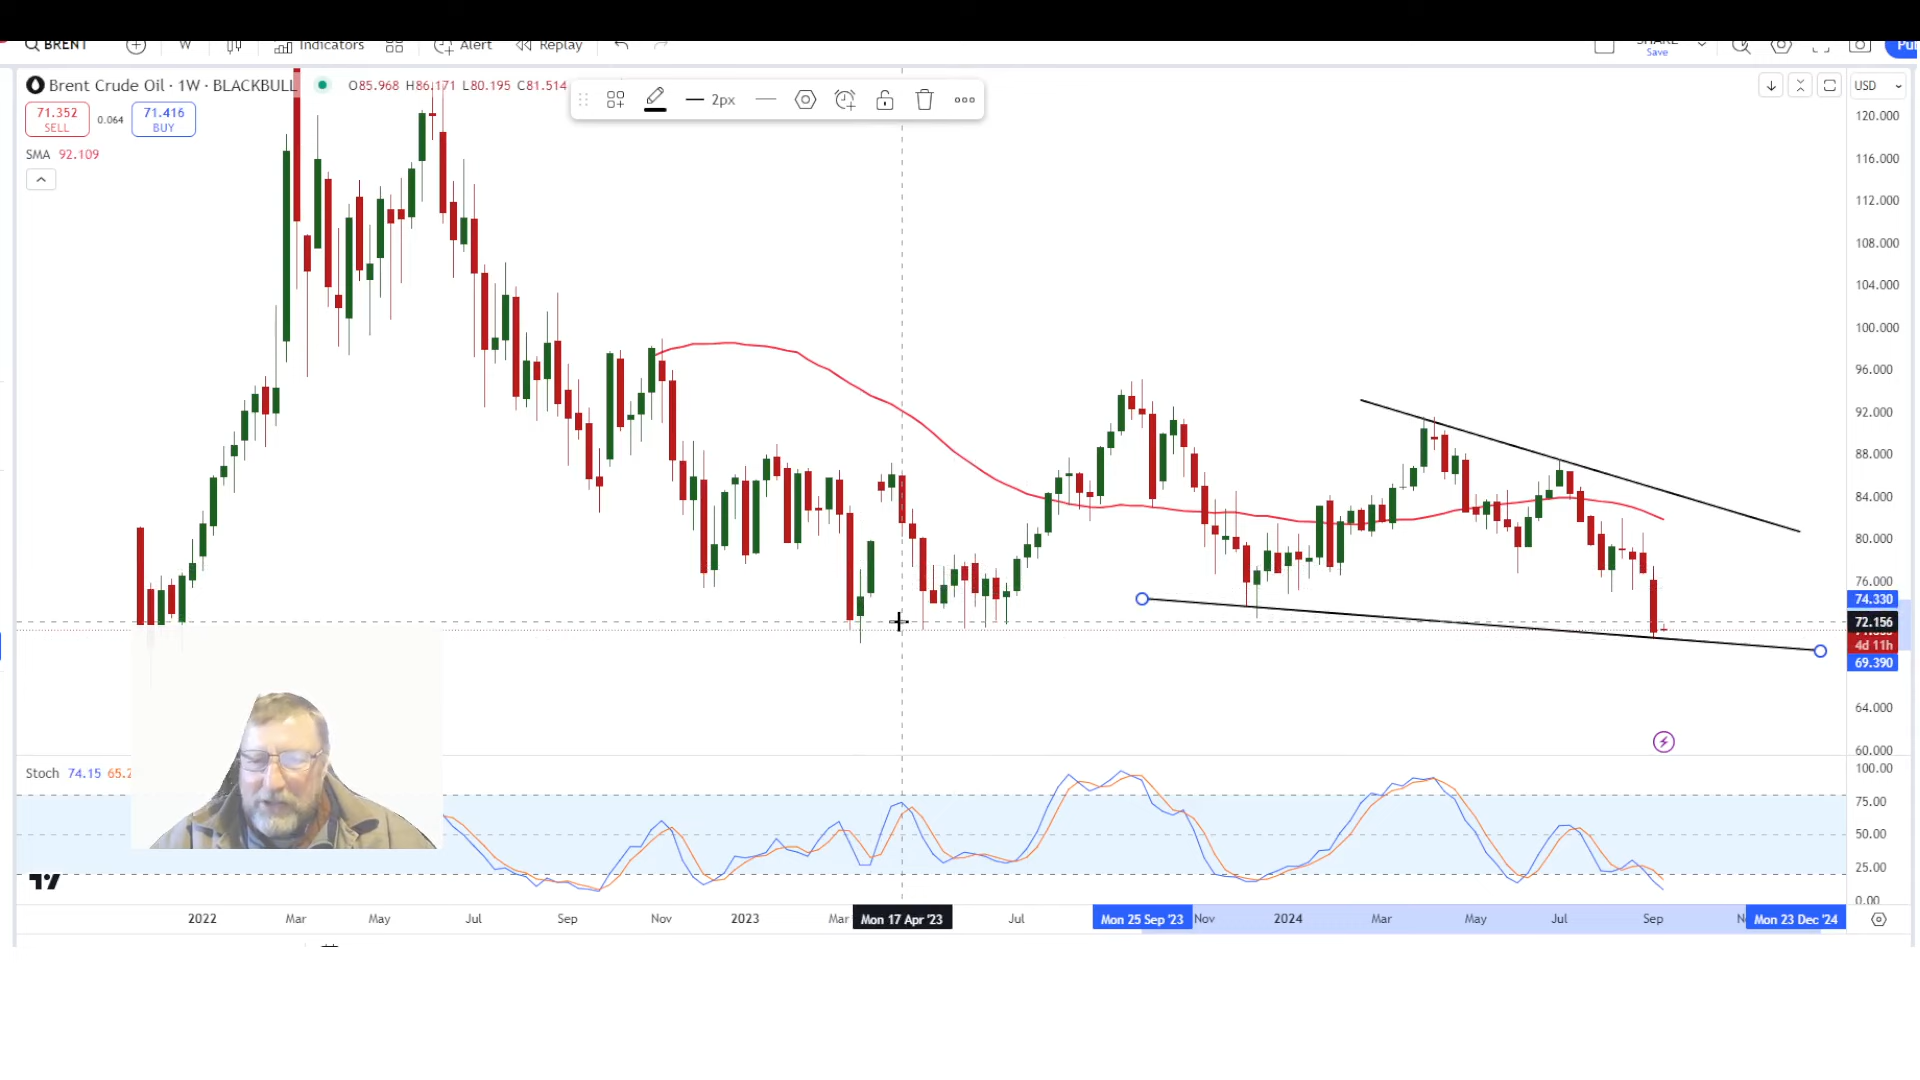 BRENT W Indicators Alert Replay SHARE Save Pu
Brent Crude Oil · 1W · BLACKBULL O85.968 H86.171 L80.195 C81.514 USD
71.352 0.064 71.416
SELL BUY
SMA 92.109
120.000
116.000
112.000
108.000
104.000
100.000
96.000
92.000
88.000
84.000
80.000
76.000
74.330
72.156
4d 11h
69.390
64.000
60.000
2px
Stoch 74.15 65.2
100.00
75.00
50.00
25.00
0.00
2022 Mar May Jul Sep Nov 2023 Mar Mon 17 Apr '23 Jul Mon 25 Sep '23 Nov 2024 Mar May Jul Sep N Mon 23 Dec '24